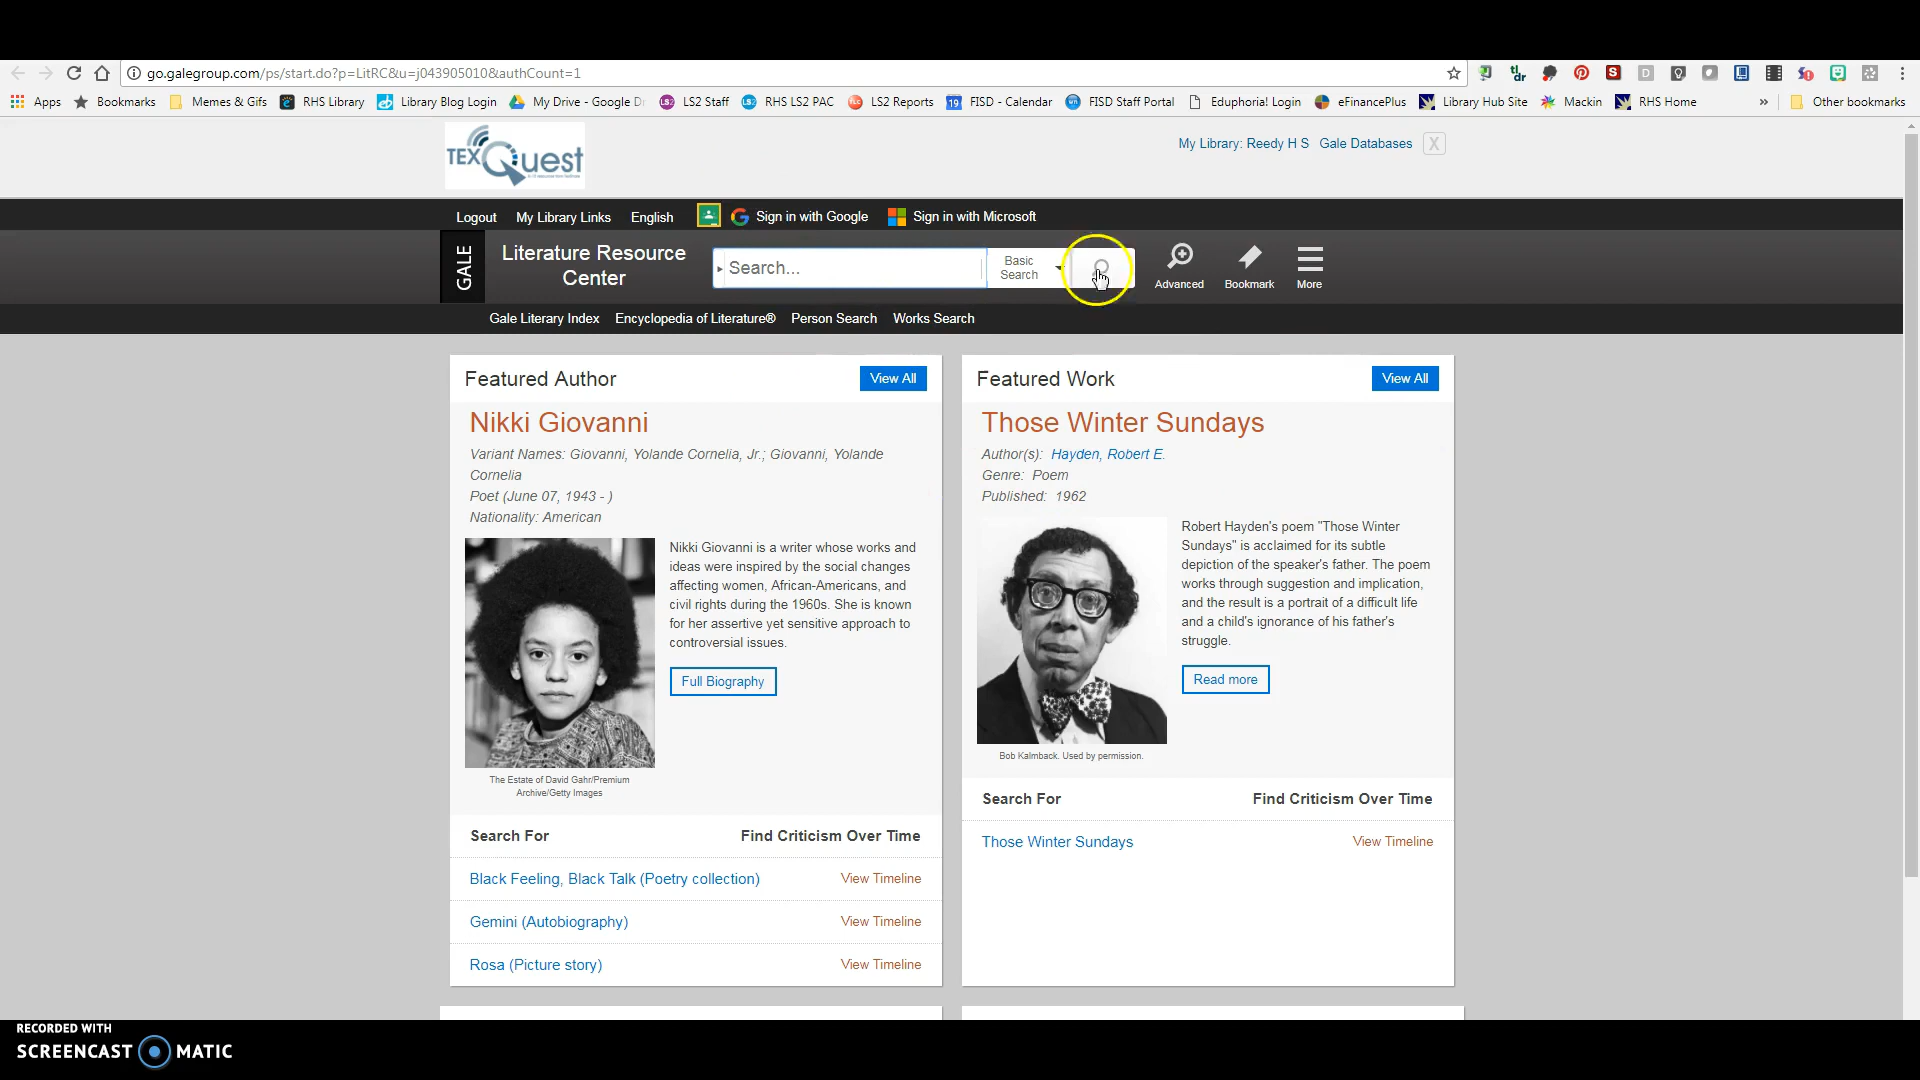 go.galegroup.com/ps/start.do?p=LitRC&u=j043905010&authCount=1
tl;dr
Apps Bookmarks Memes & Gifs RHS Library Library Blog Login My Drive - Google Dr LS2 Staff RHS LS2 PAC LS2 Reports FISD - Calendar FISD Staff Portal Eduphoria! Login eFinancePlus Library Hub Site Mackin RHS Home » Other bookmarks
TEXQuest
My Library: Reedy H S Gale Databases X
Logout My Library Links English Sign in with Google Sign in with Microsoft
GALE
Literature Resource
Center
Search...
Basic
Search
Advanced Bookmark More
Gale Literary Index Encyclopedia of Literature® Person Search Works Search
Featured Author View All
Nikki Giovanni
Variant Names: Giovanni, Yolande Cornelia, Jr.; Giovanni, Yolande
Cornelia
Poet (June 07, 1943 - )
Nationality: American
Nikki Giovanni is a writer whose works and
ideas were inspired by the social changes
affecting women, African-Americans, and
civil rights during the 1960s. She is known
for her assertive yet sensitive approach to
controversial issues.
Full Biography
The Estate of David Gahr/Premium
Archive/Getty Images
Search For Find Criticism Over Time
Black Feeling, Black Talk (Poetry collection) View Timeline
Gemini (Autobiography) View Timeline
Rosa (Picture story) View Timeline
Featured Work View All
Those Winter Sundays
Author(s): Hayden, Robert E.
Genre: Poem
Published: 1962
Robert Hayden's poem "Those Winter
Sundays" is acclaimed for its subtle
depiction of the speaker's father. The poem
works through suggestion and implication,
and the result is a portrait of a difficult life
and a child's ignorance of his father's
struggle.
Read more
Bob Kalmback. Used by permission.
Search For Find Criticism Over Time
Those Winter Sundays View Timeline
RECORDED WITH
SCREENCAST MATIC